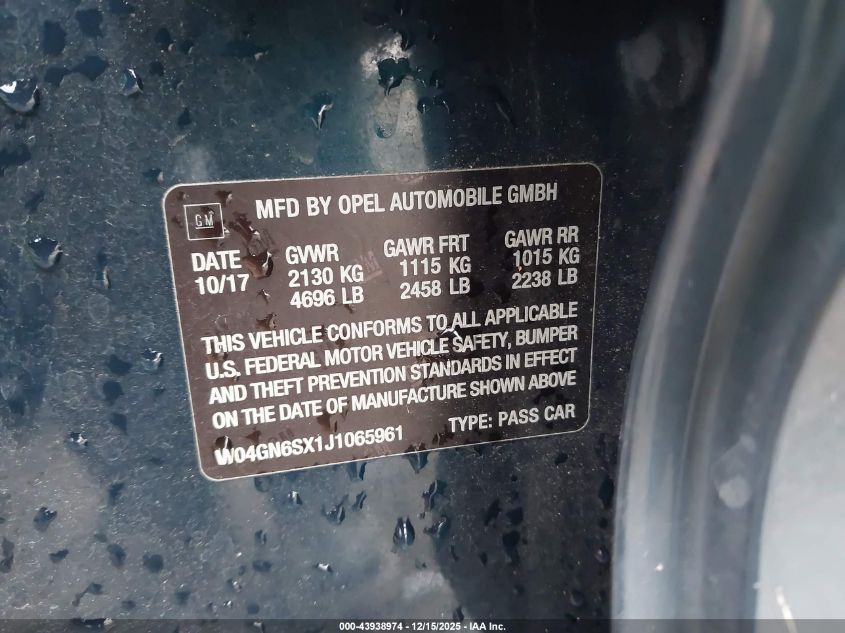 GM
MFD BY OPEL AUTOMOBILE GMBH
DATE GVWR GAWR FRT GAWR RR
10/17 2130 KG 1115 KG 1015 KG
4696 LB 2458 LB 2238 LB
THIS VEHICLE CONFORMS TO ALL APPLICABLE
U.S. FEDERAL MOTOR VEHICLE SAFETY, BUMPER
AND THEFT PREVENTION STANDARDS IN EFFECT
ON THE DATE OF MANUFACTURE SHOWN ABOVE
W04GN6SX1J1065961 TYPE: PASS CAR
000-43938974 - 12/15/2025 - IAA Inc.